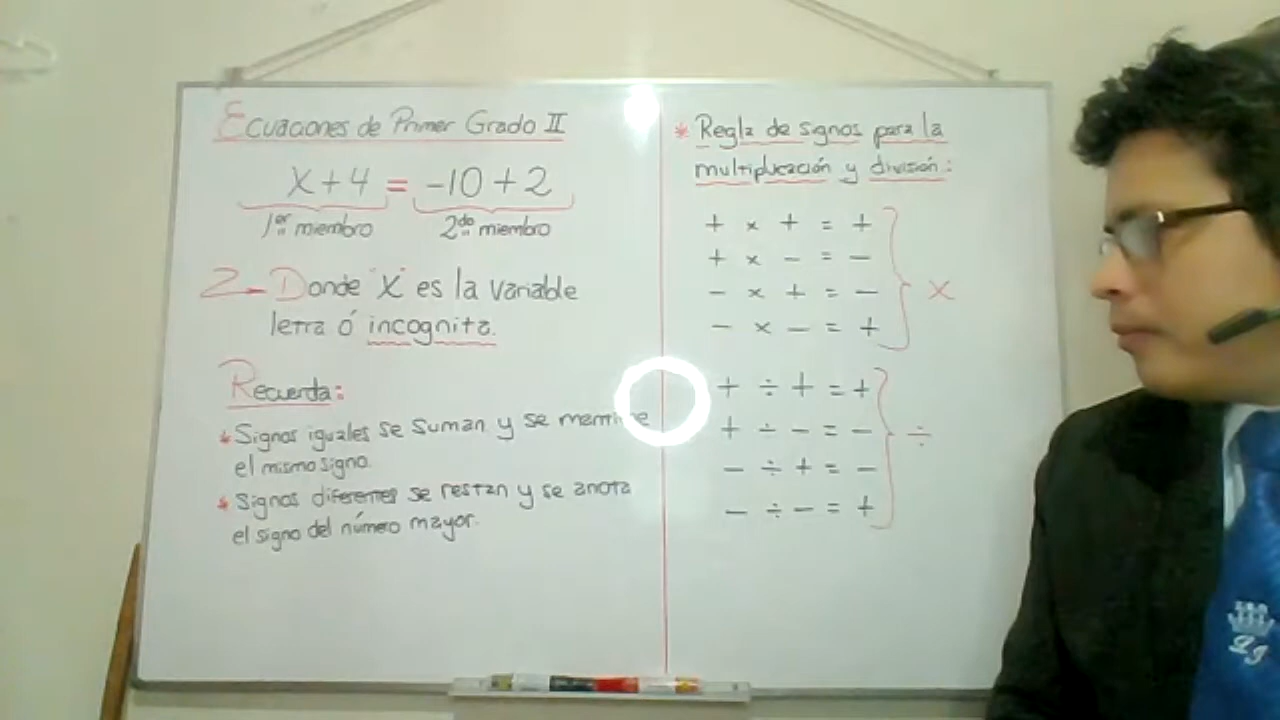 Ecuaciones de Primer Grado II
X + 4 = -10 + 2
1er miembro 2do miembro
Donde "X" es la variable
letra ó incognita.
Recuerda:
* Signos iguales se suman y se mantine
el mismo signo.
* Signos diferentes se restan y se anota
el signo del número mayor.
* Regla de signos para la
multiplicación y división:
+ x + = +
+ x - = -
- x + = -
- x - = +
X
+ ÷ + = +
+ ÷ - = -
- ÷ + = -
- ÷ - = +
÷